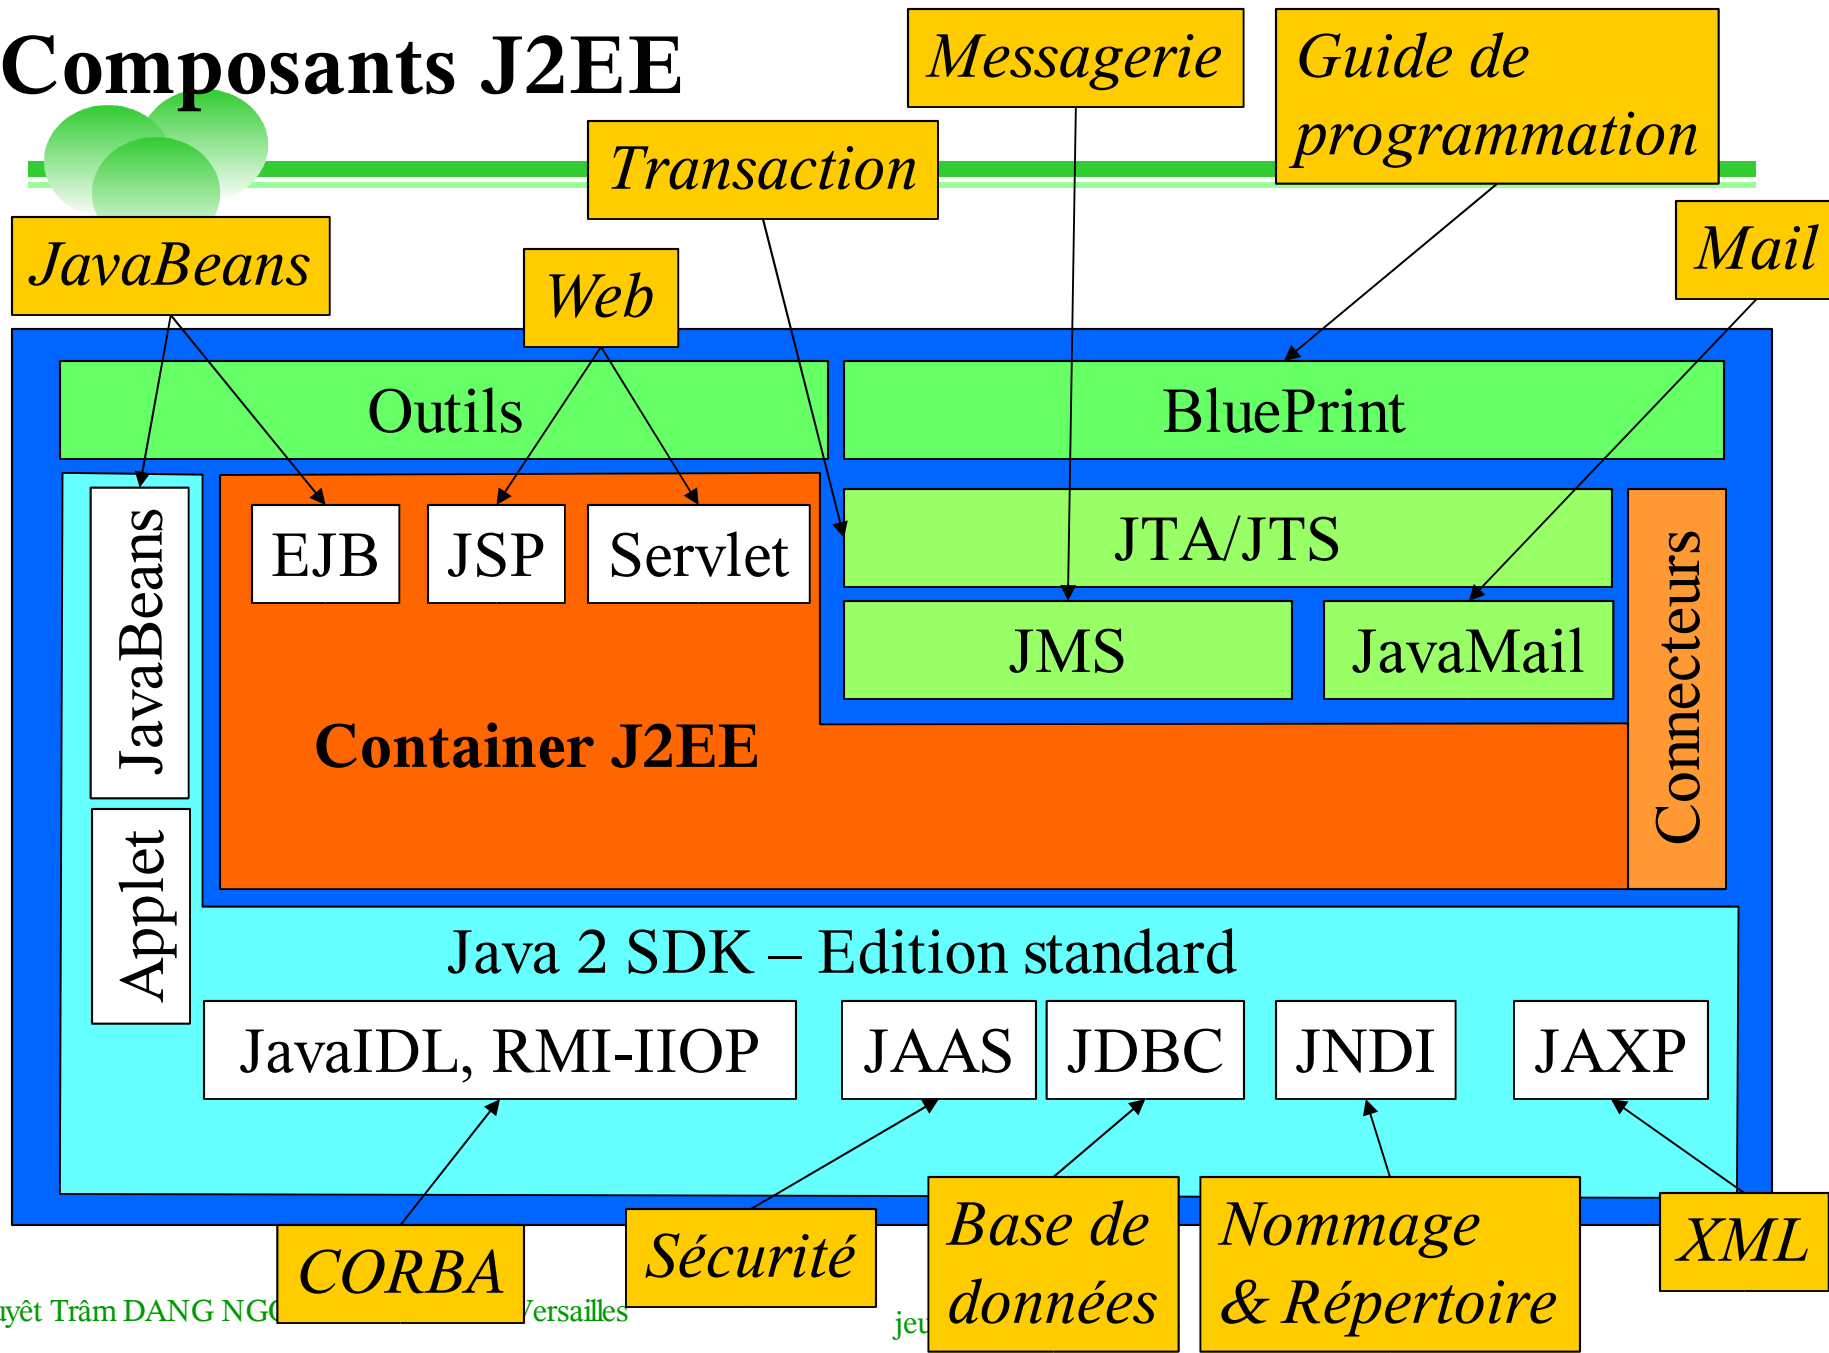 Composants J2EE
Messagerie
Guide de
programmation
Transaction
Mail
JavaBeans
Web
Outils
BluePrint
JavaBeans
EJB
JSP
Servlet
JTA/JTS
JMS
JavaMail
Connecteurs
Container J2EE
Applet
Java 2 SDK – Edition standard
JavaIDL, RMI-IIOP
JAAS
JDBC
JNDI
JAXP
CORBA
Sécurité
Base de
données
Nommage
& Répertoire
XML
Trâm DANG